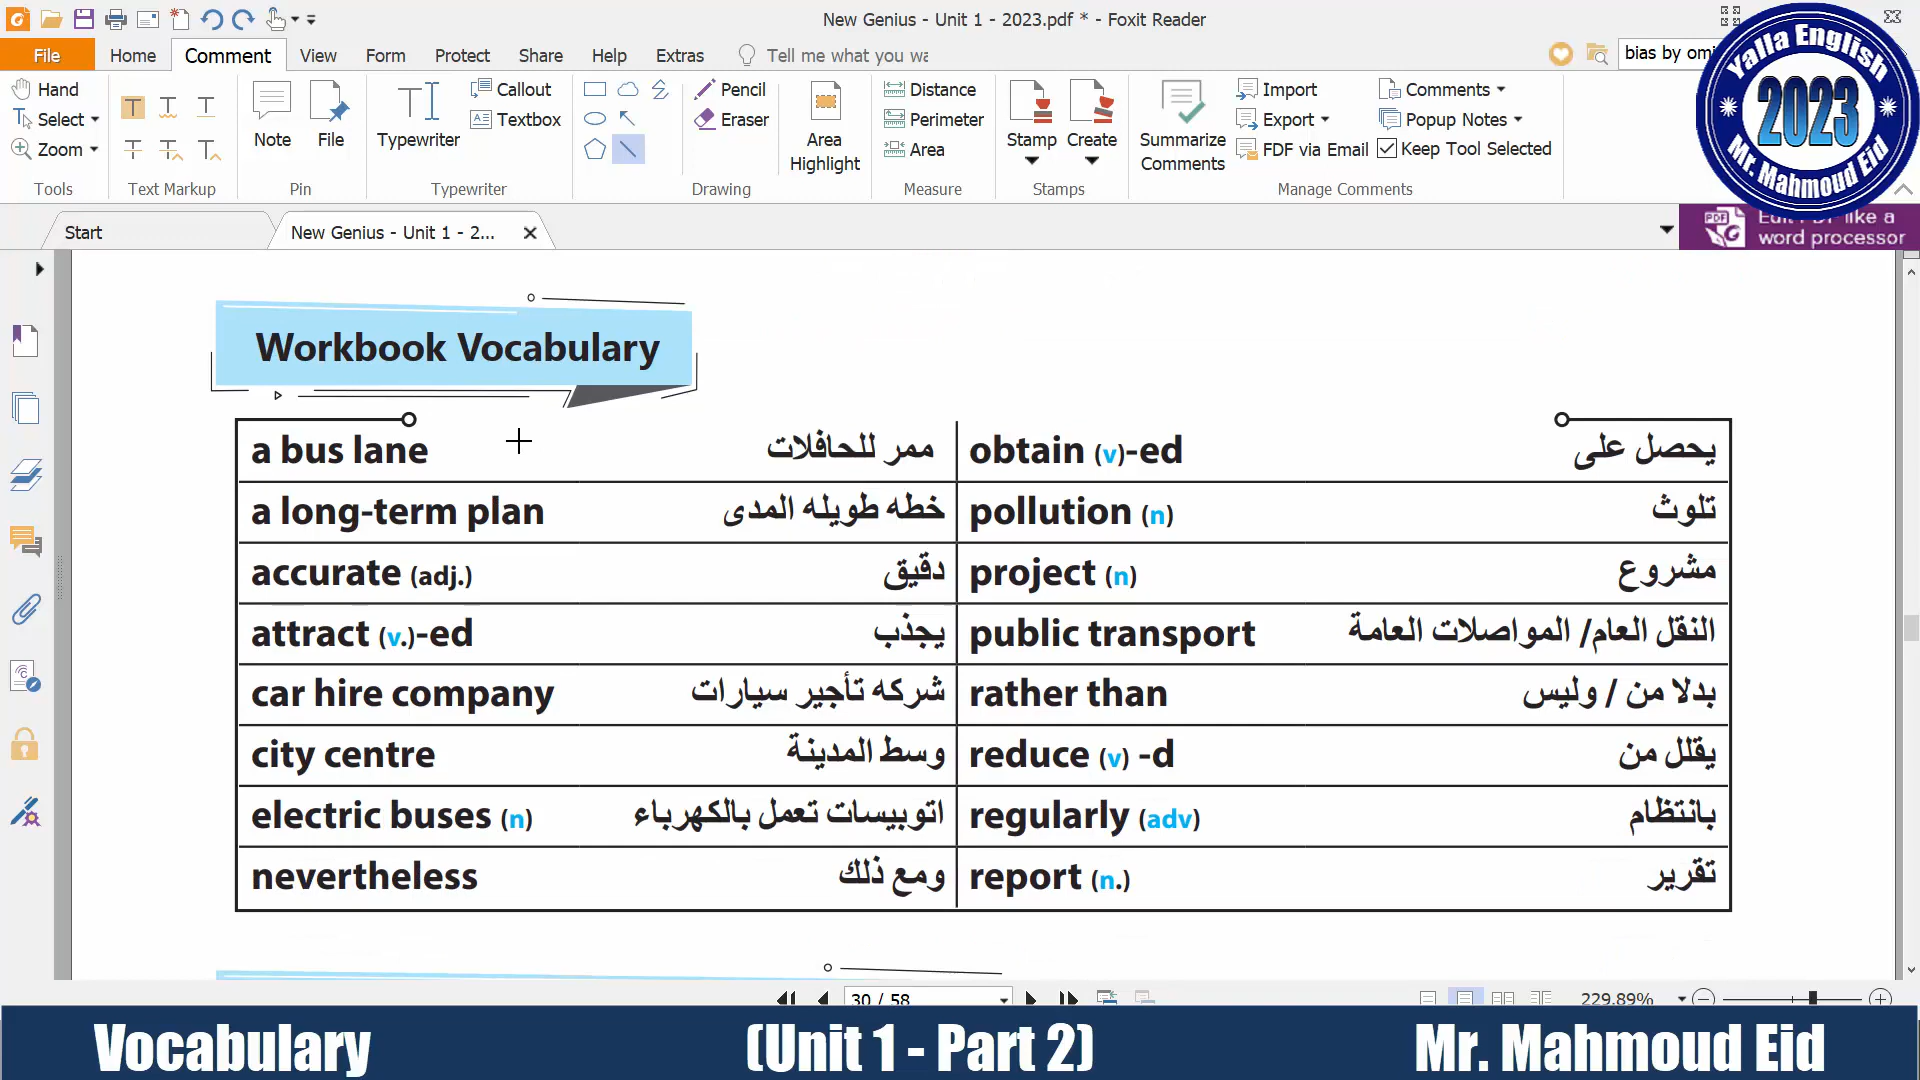 New Genius - Unit 1 - 2023.pdf * - Foxit Reader
File Home Comment View Form Protect Share Help Extras Tell me what you wa
Hand
Select
Zoom
Tools
Text Markup
Note
File
Pin
Typewriter
Callout
Textbox
Typewriter
Pencil
Eraser
Drawing
Area Highlight
Distance
Perimeter
Area
Measure
Stamp
Create
Stamps
Summarize Comments
Import
Export
FDF via Email
Comments
Popup Notes
Keep Tool Selected
Manage Comments
Yalla English
2023
Mr. Mahmoud Eid
Start
New Genius - Unit 1 - 2...
Edit PDF like a
word processor
Workbook Vocabulary
a bus lane ممر للحافلات obtain (v)-ed يحصل على
a long-term plan خطه طويله المدى pollution (n) تلوث
accurate (adj.) دقيق project (n) مشروع
attract (v.)-ed يجذب public transport النقل العام/ المواصلات العامة
car hire company شركه تأجير سيارات rather than بدلا من / وليس
city centre وسط المدينة reduce (v) -d يقلل من
electric buses (n) اتوبيسات تعمل بالكهرباء regularly (adv) بانتظام
nevertheless ومع ذلك report (n.) تقرير
30 / 58
229.89%
Vocabulary (Unit 1 - Part 2) Mr. Mahmoud Eid